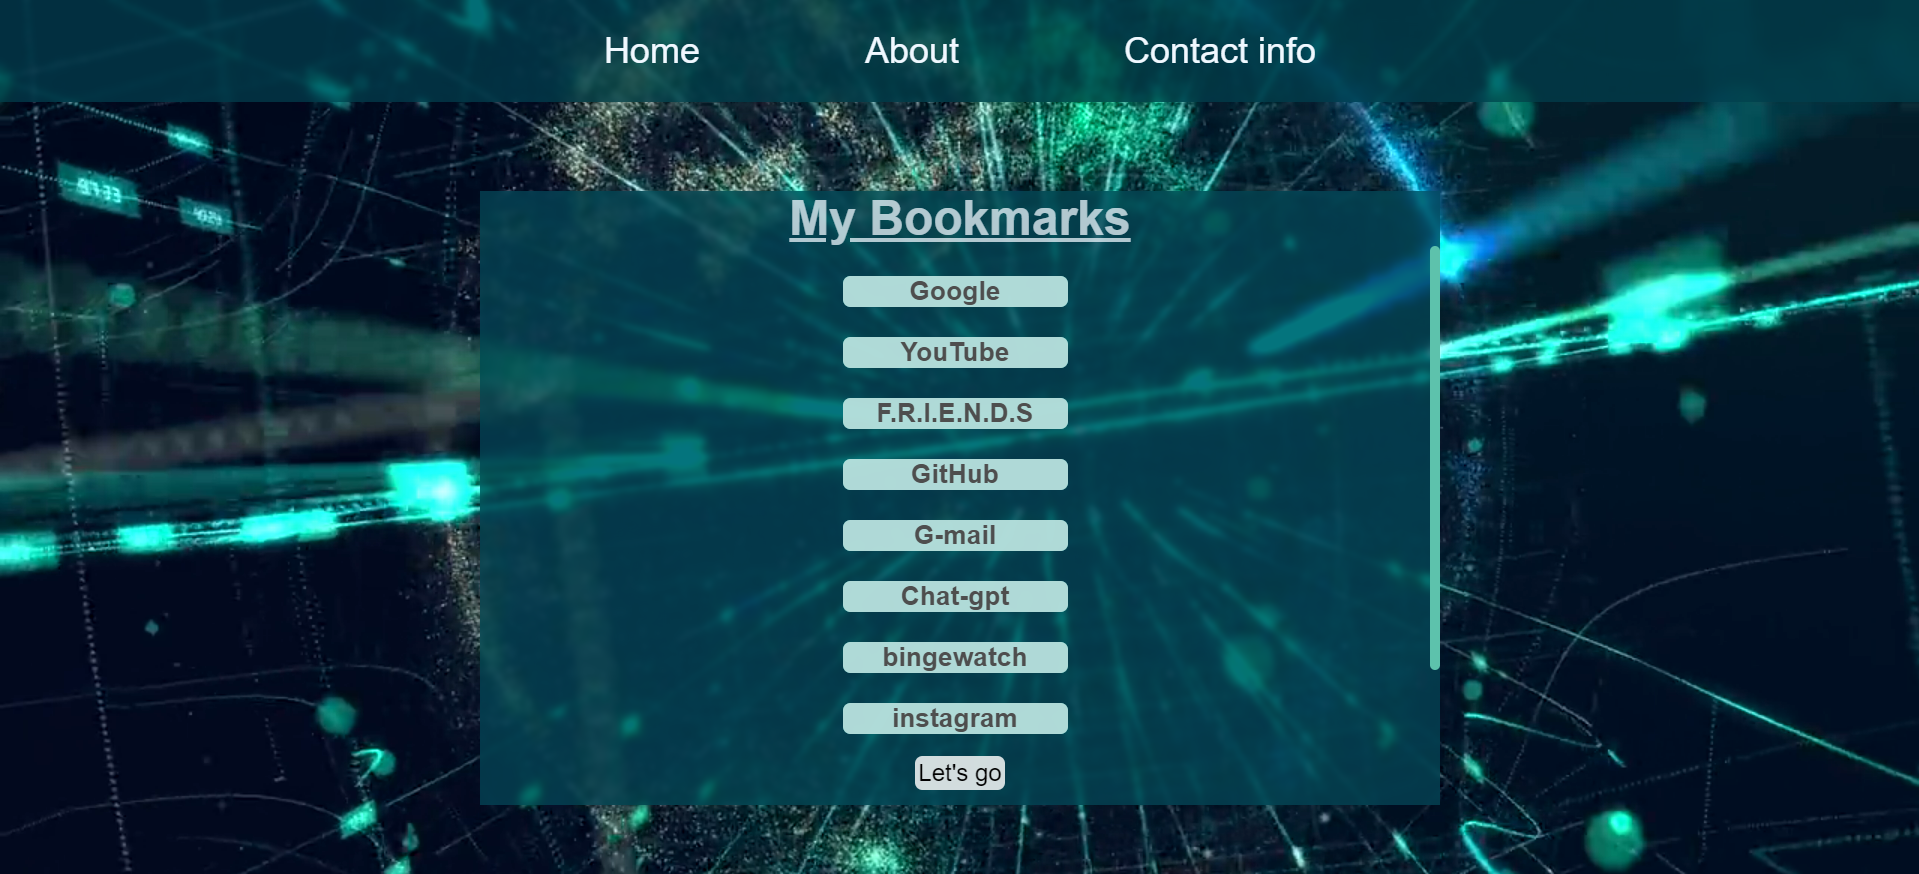 Home About Contact info
My Bookmarks
Google
YouTube
F.R.I.E.N.D.S
GitHub
G-mail
Chat-gpt
bingewatch
instagram
Let's go